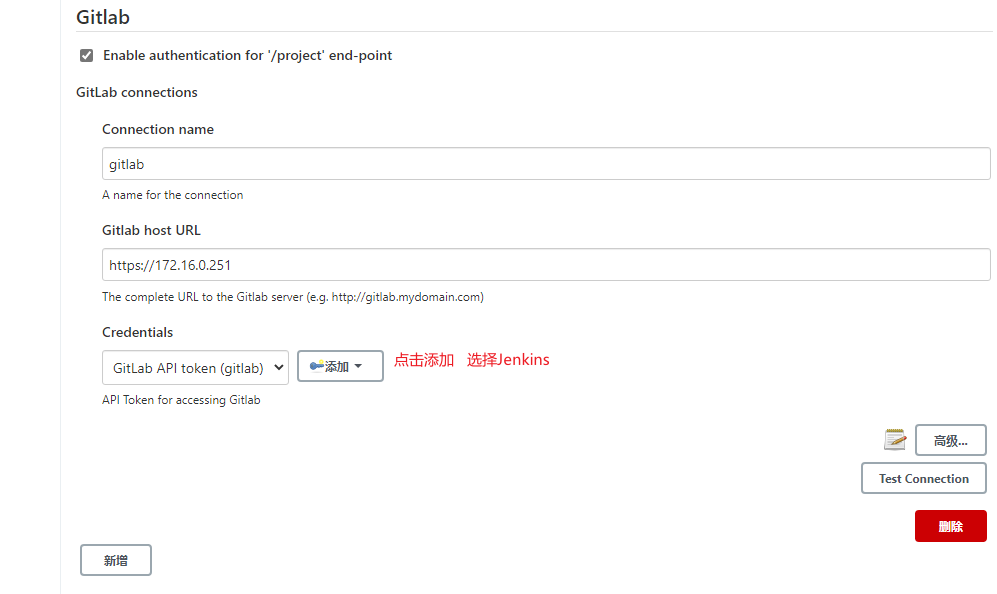 Gitlab
Enable authentication for '/project' end-point
GitLab connections
Connection name
gitlab
A name for the connection
Gitlab host URL
https://172.16.0.251
The complete URL to the Gitlab server (e.g. http://gitlab.mydomain.com)
Credentials
GitLab API token (gitlab) 添加 点击添加 选择Jenkins
API Token for accessing Gitlab
高级...
Test Connection
删除
新增